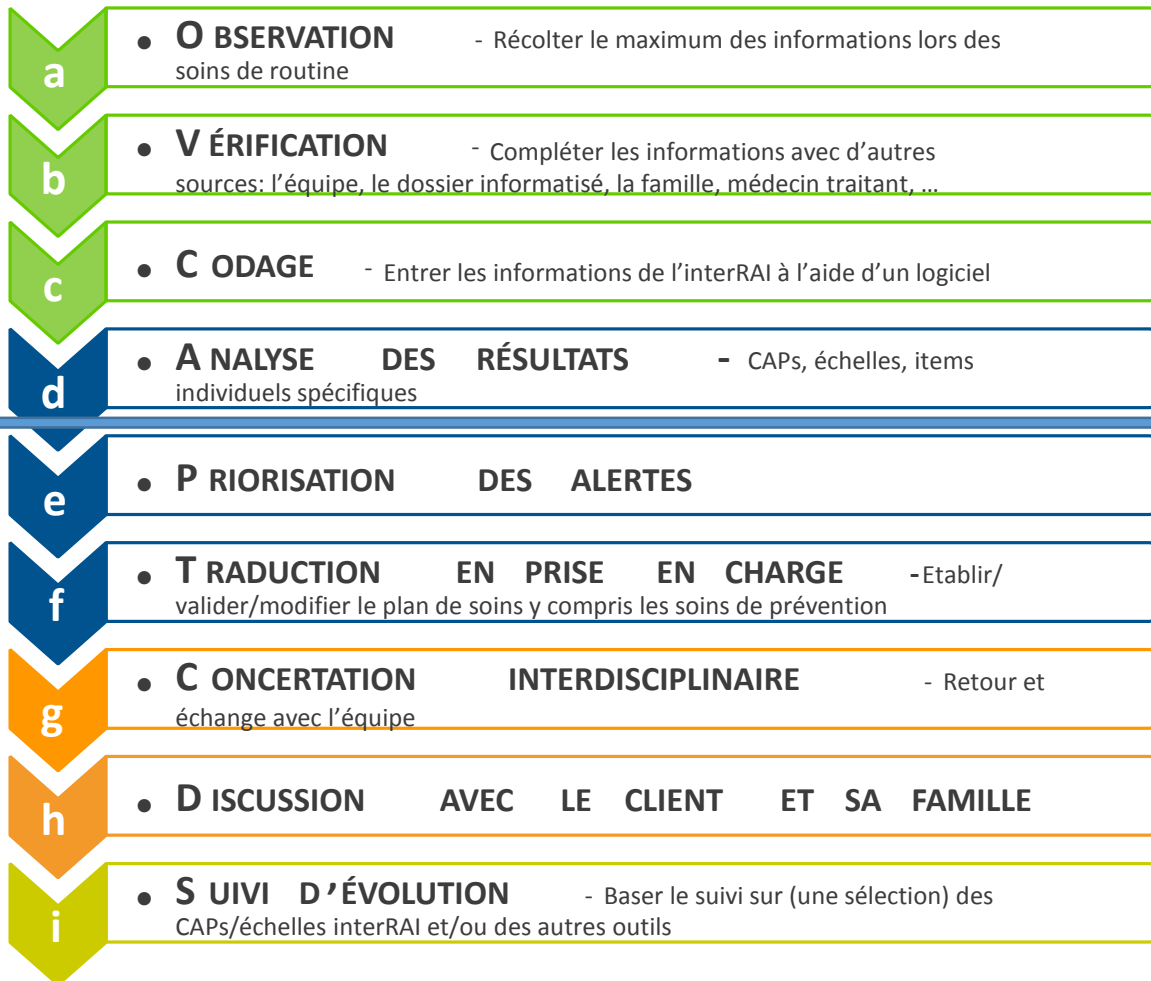 a
• O BSERVATION - Récolter le maximum des informations lors des
soins de routine
b
• V ÉRIFICATION - Compléter les informations avec d’autres
sources: l’équipe, le dossier informatisé, la famille, médecin traitant, …
c
• C ODAGE - Entrer les informations de l’interRAI à l’aide d’un logiciel
d
• A NALYSE DES RÉSULTATS - CAPs, échelles, items
individuels spécifiques
e
• P RIORISATION DES ALERTES
f
• T RADUCTION EN PRISE EN CHARGE -Etablir/
valider/modifier le plan de soins y compris les soins de prévention
g
• C ONCERTATION INTERDISCIPLINAIRE - Retour et
échange avec l’équipe
h
• D ISCUSSION AVEC LE CLIENT ET SA FAMILLE
i
• S UIVI D’ÉVOLUTION - Baser le suivi sur (une sélection) des
CAPs/échelles interRAI et/ou des autres outils